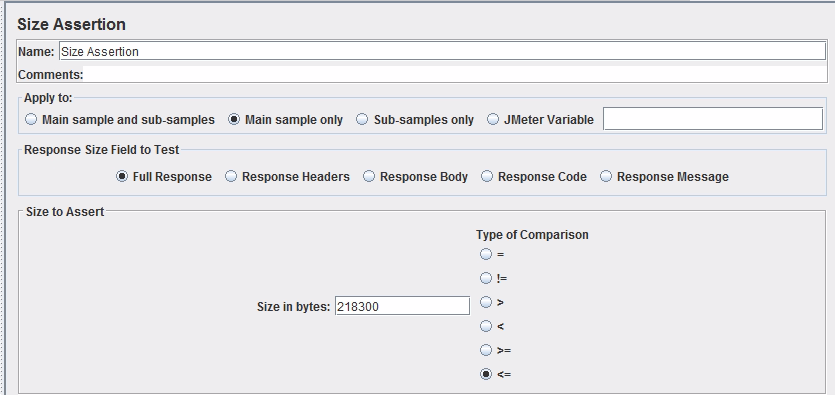 Size Assertion
Name: Size Assertion
Comments:
Apply to:
Main sample and sub-samples Main sample only Sub-samples only JMeter Variable
Response Size Field to Test
Full Response Response Headers Response Body Response Code Response Message
Size to Assert
Type of Comparison
=
!=
Size in bytes: 218300 >
<
>=
<=